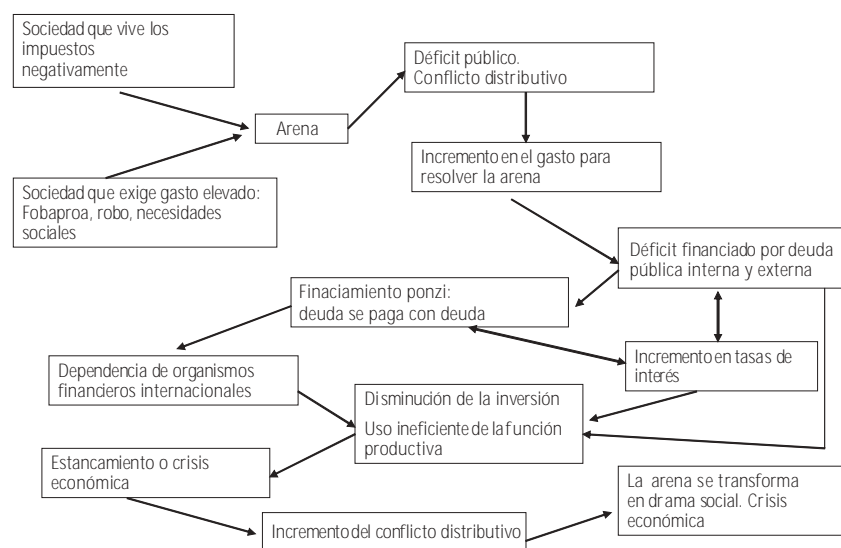 Sociedad que vive los
impuestos
negativamente
Déficit público.
Conflicto distributivo
Arena
Incremento en el gasto para
resolver la arena
Sociedad que exige gasto elevado:
Fobaproa, robo, necesidades
sociales
Déficit financiado por deuda
pública interna y externa
Finaciamiento ponzi:
deuda se paga con deuda
Incremento en tasas de
interés
Dependencia de organismos
financieros internacionales
Disminución de la inversión
Uso ineficiente de la función
productiva
Estancamiento o crisis
económica
La arena se transforma
en drama social. Crisis
económica
Incremento del conflicto distributivo